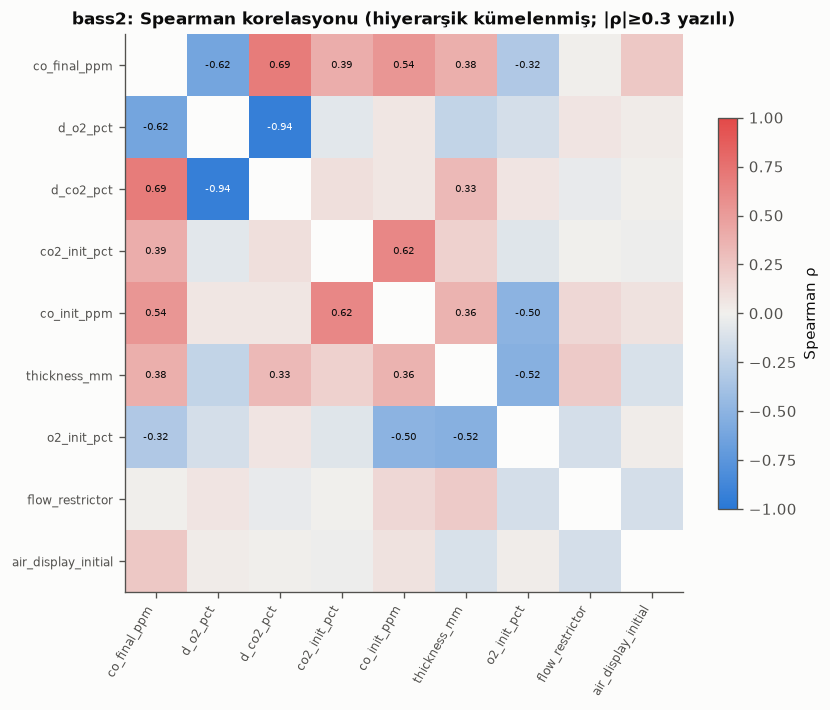 bass2: Spearman korelasyonu (hiyerarşik kümelenmiş; |ρ|≥0.3 yazılı)
co_final_ppm -0.62 0.69 0.39 0.54 0.38 -0.32
d_o2_pct -0.62 -0.94
d_co2_pct 0.69 -0.94 0.33
co2_init_pct 0.39 0.62
co_init_ppm 0.54 0.62 0.36 -0.50
thickness_mm 0.38 0.33 0.36 -0.52
o2_init_pct -0.32 -0.50 -0.52
flow_restrictor
air_display_initial
co_final_ppm
d_o2_pct
d_co2_pct
co2_init_pct
co_init_ppm
thickness_mm
o2_init_pct
flow_restrictor
air_display_initial
1.00
0.75
0.50
0.25
0.00
−0.25
−0.50
−0.75
−1.00
Spearman ρ